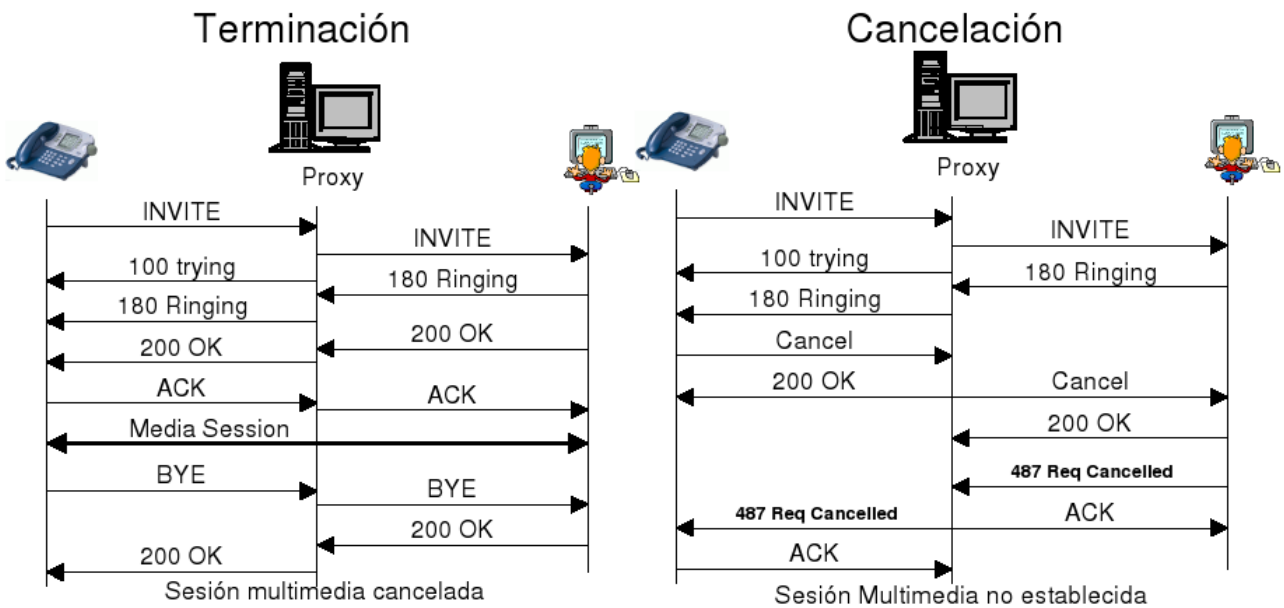 Terminación
Proxy
INVITE
INVITE
100 trying
180 Ringing
180 Ringing
200 OK
200 OK
ACK
ACK
Media Session
BYE
BYE
200 OK
200 OK
Sesión multimedia cancelada
Cancelación
Proxy
INVITE
INVITE
100 trying
180 Ringing
180 Ringing
Cancel
200 OK
Cancel
200 OK
487 Req Cancelled
487 Req Cancelled
ACK
ACK
Sesión Multimedia no establecida